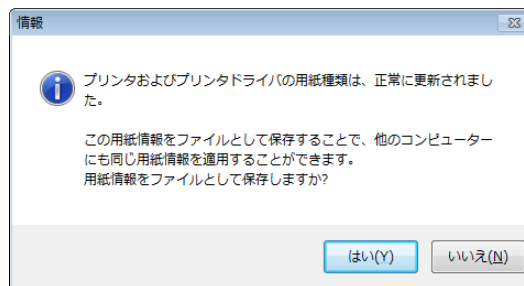 情報
プリンタおよびプリンタドライバの用紙種類は、正常に更新されまし
た。
この用紙情報をファイルとして保存することで、他のコンピューター
にも同じ用紙情報を適用することができます。
用紙情報をファイルとして保存しますか?
はい(Y)
いいえ(N)